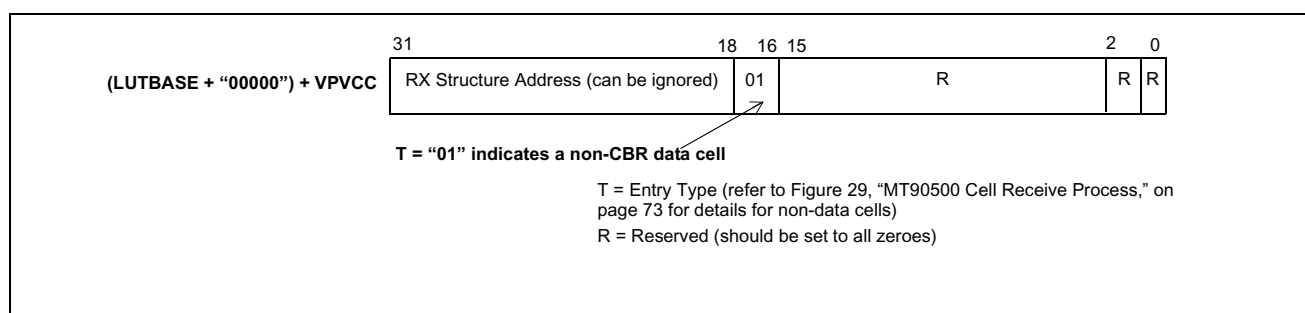 31 18 16 15 2 0
(LUTBASE + “00000”) + VPVCC RX Structure Address (can be ignored) 01 R R R
T = “01” indicates a non-CBR data cell
T = Entry Type (refer to Figure 29, “MT90500 Cell Receive Process,” on
page 73 for details for non-data cells)
R = Reserved (should be set to all zeroes)